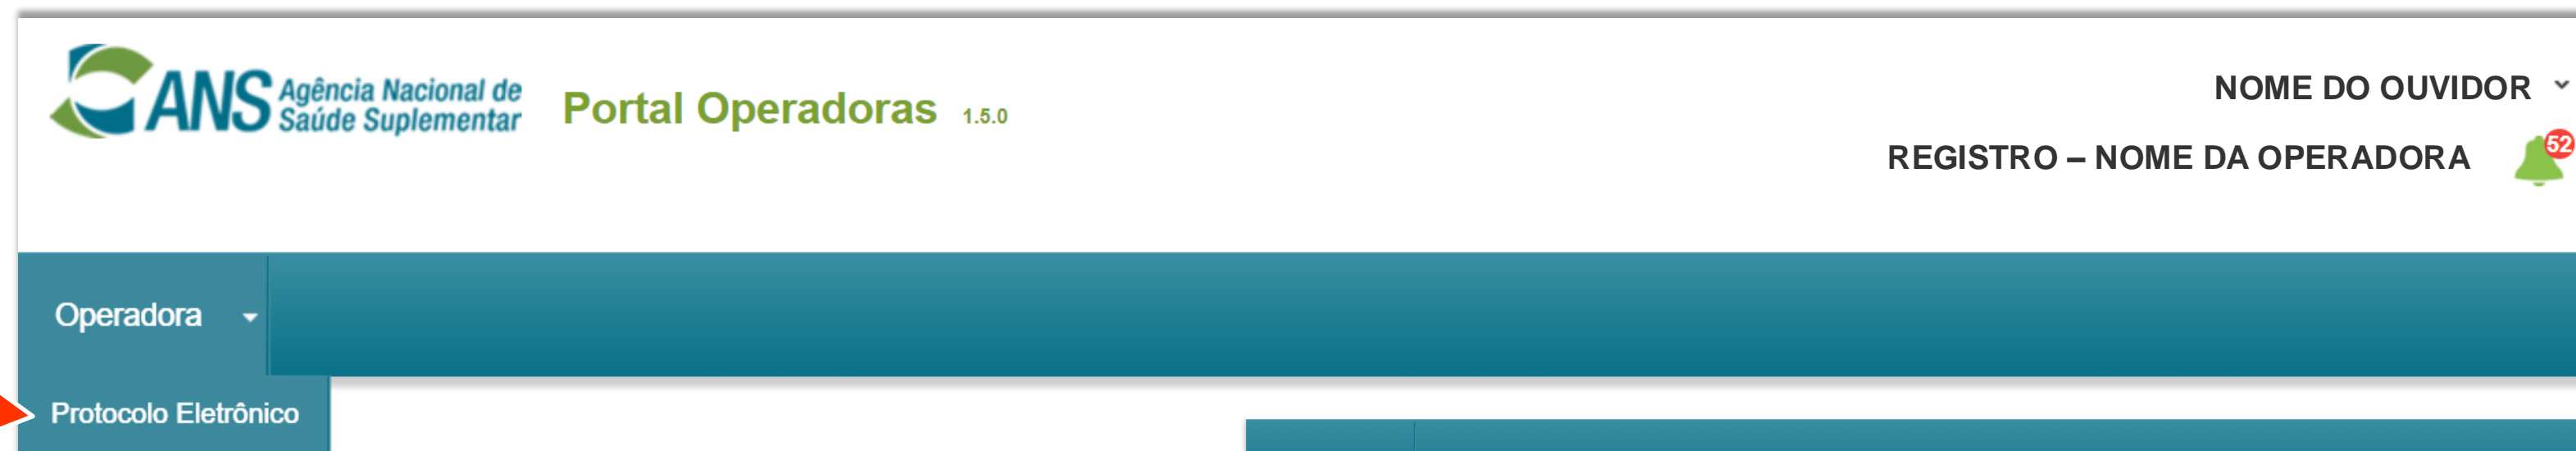 ANS Agência Nacional de
Saúde Suplementar
Portal Operadoras 1.5.0
NOME DO OUVIDOR
REGISTRO – NOME DA OPERADORA
52
Operadora
Protocolo Eletrônico